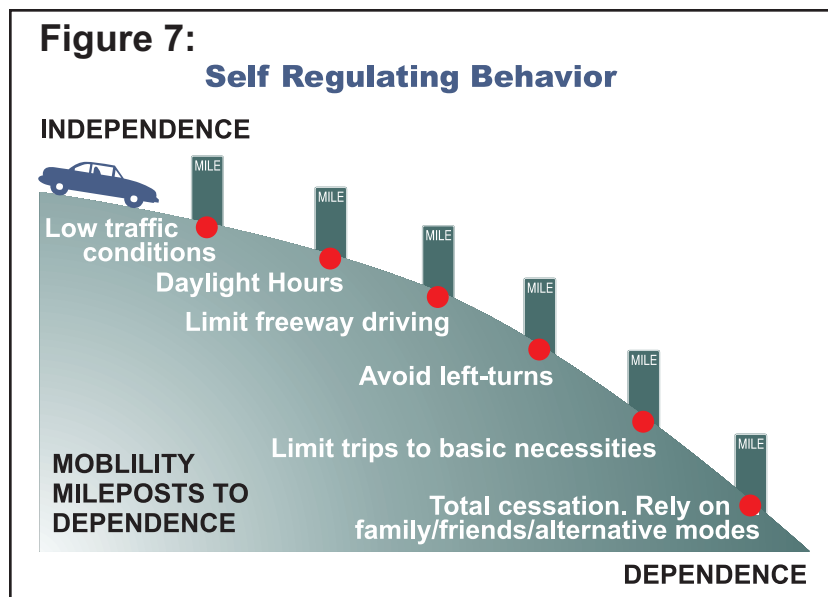 Figure 7:
Self Regulating Behavior
INDEPENDENCE
MILE
MILE
MILE
MILE
MILE
MILE
Low traffic
conditions
Daylight Hours
Limit freeway driving
Avoid left-turns
Limit trips to basic necessities
Total cessation. Rely on
family/friends/alternative modes
MOBLILITY
MILEPOSTS TO
DEPENDENCE
DEPENDENCE